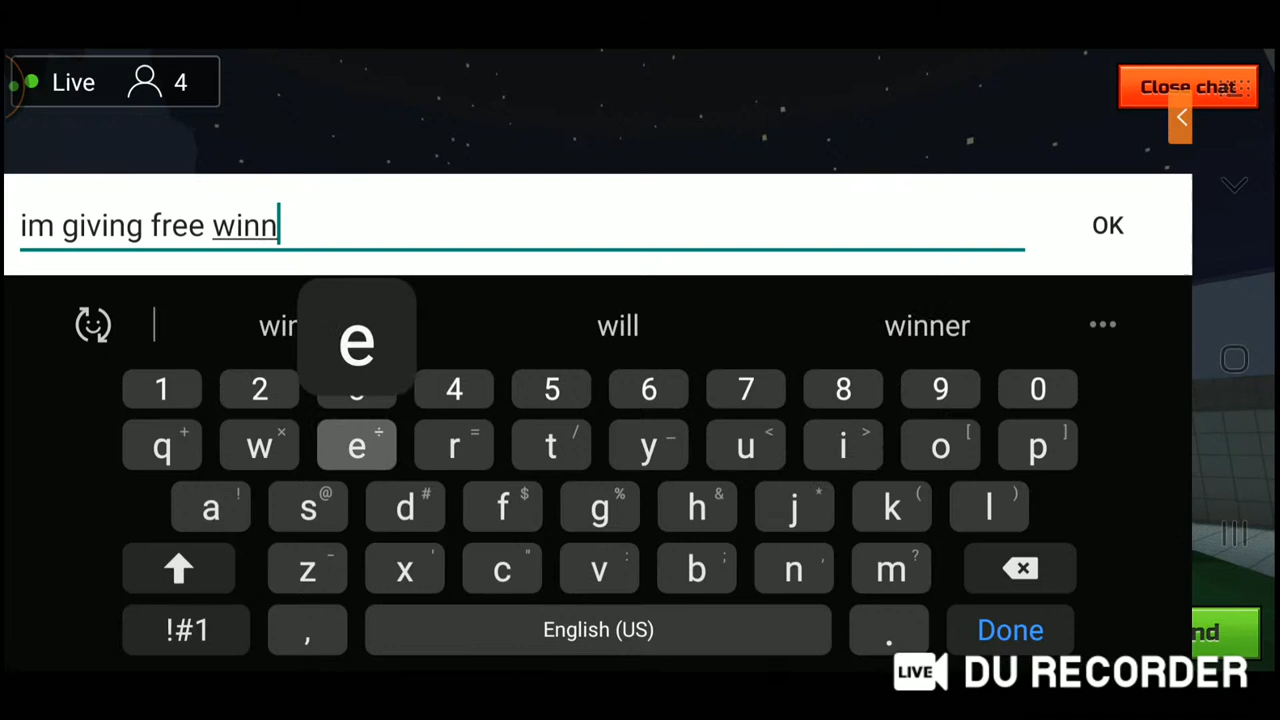 Live 4
Close chat
im giving free winn
OK
will winner
e
1 2 4 5 6 7 8 9 0
q + w × e ÷ r = t / y _ u < i > o [ p ]
a ! s @ d # f $ g % h & j * k ( l )
z - x ' c " v : b ; n , m ?
!#1 , English (US) . Done
LIVE DU RECORDER